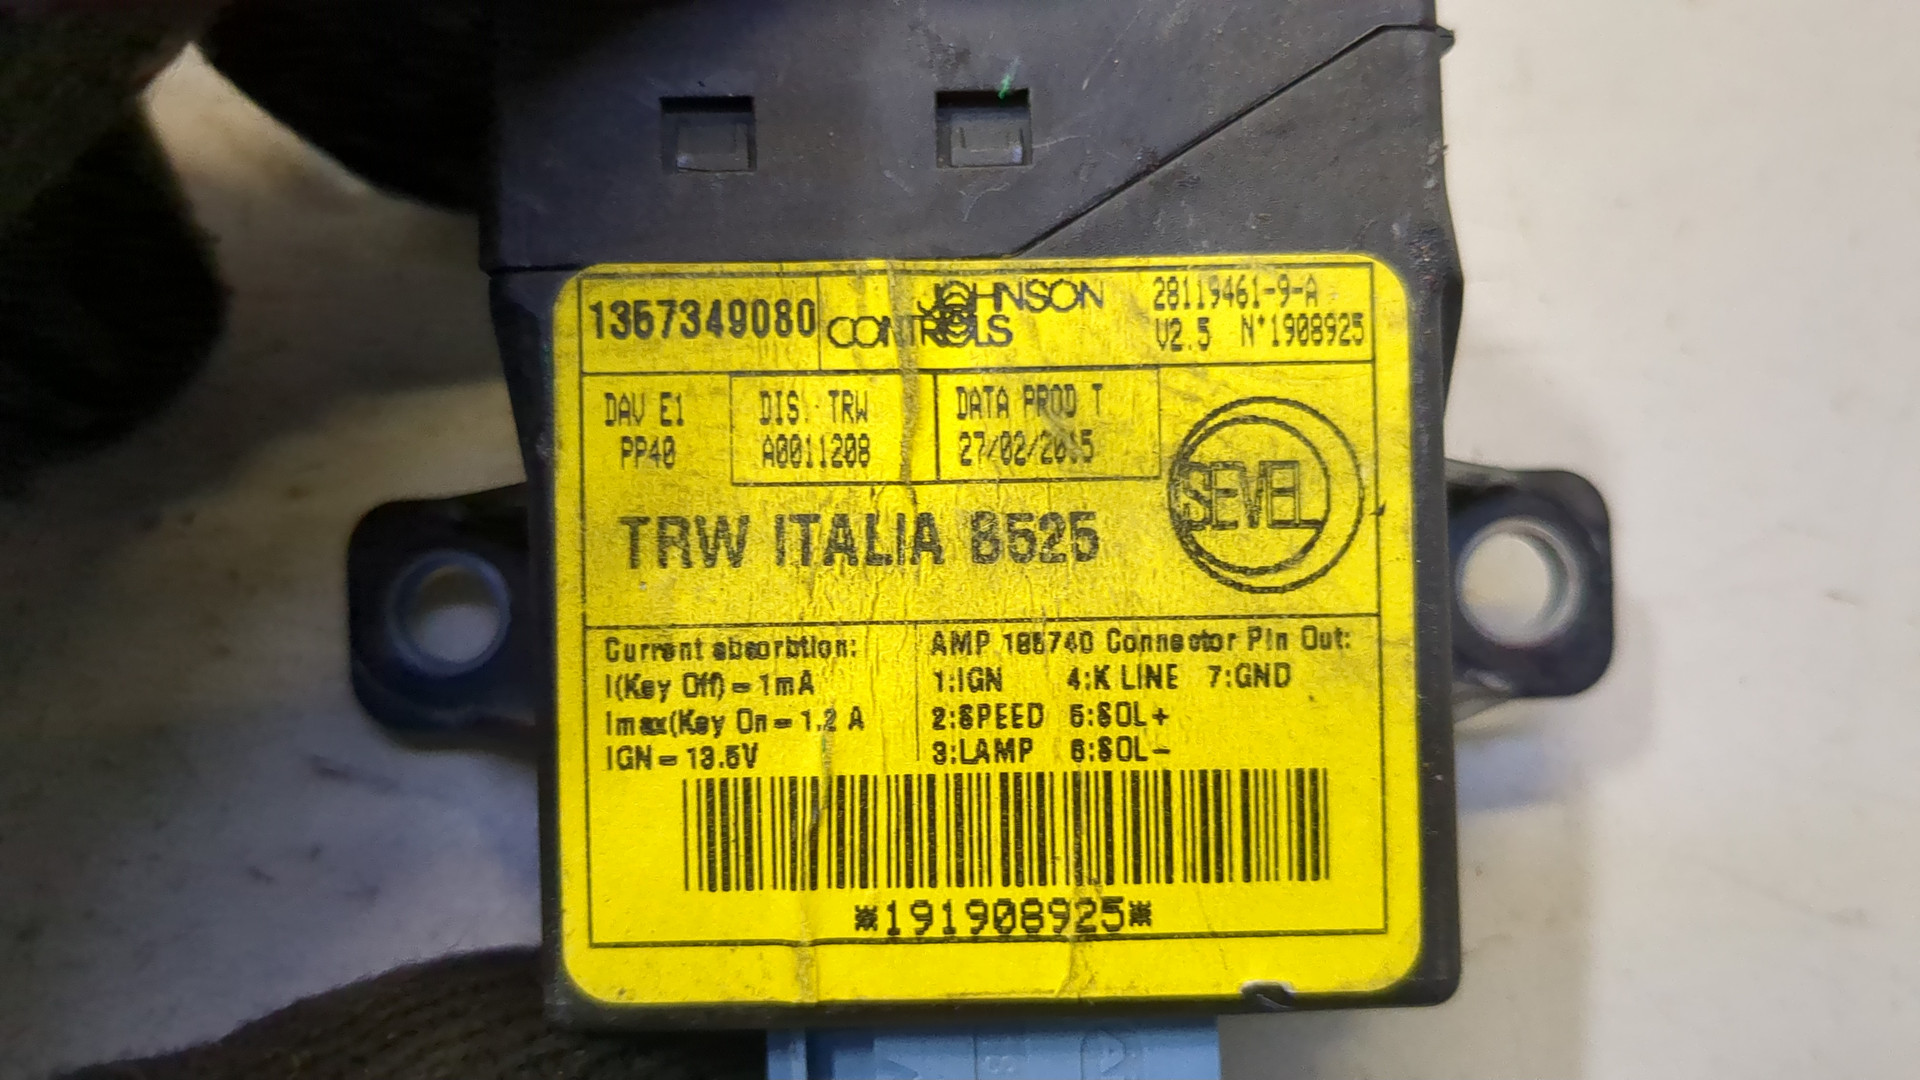 1367349080
JOHNSON
CONTROLS
28119461-9-A
V2.5 N°1908925
DAV E1
PP40
DIS. TRW
A0011208
DATA PROD T
27/02/2015
SEVEL
TRW ITALIA 8525
Current absorbtion:
I(Key Off) = 1mA
Imax(Key On = 1.2 A
IGN = 13.5V
AMP Connector Pin Out:
1:IGN 4:K LINE 7:GND
2:SPEED 5:SOL+
3:LAMP 6:SOL-
*191908925*